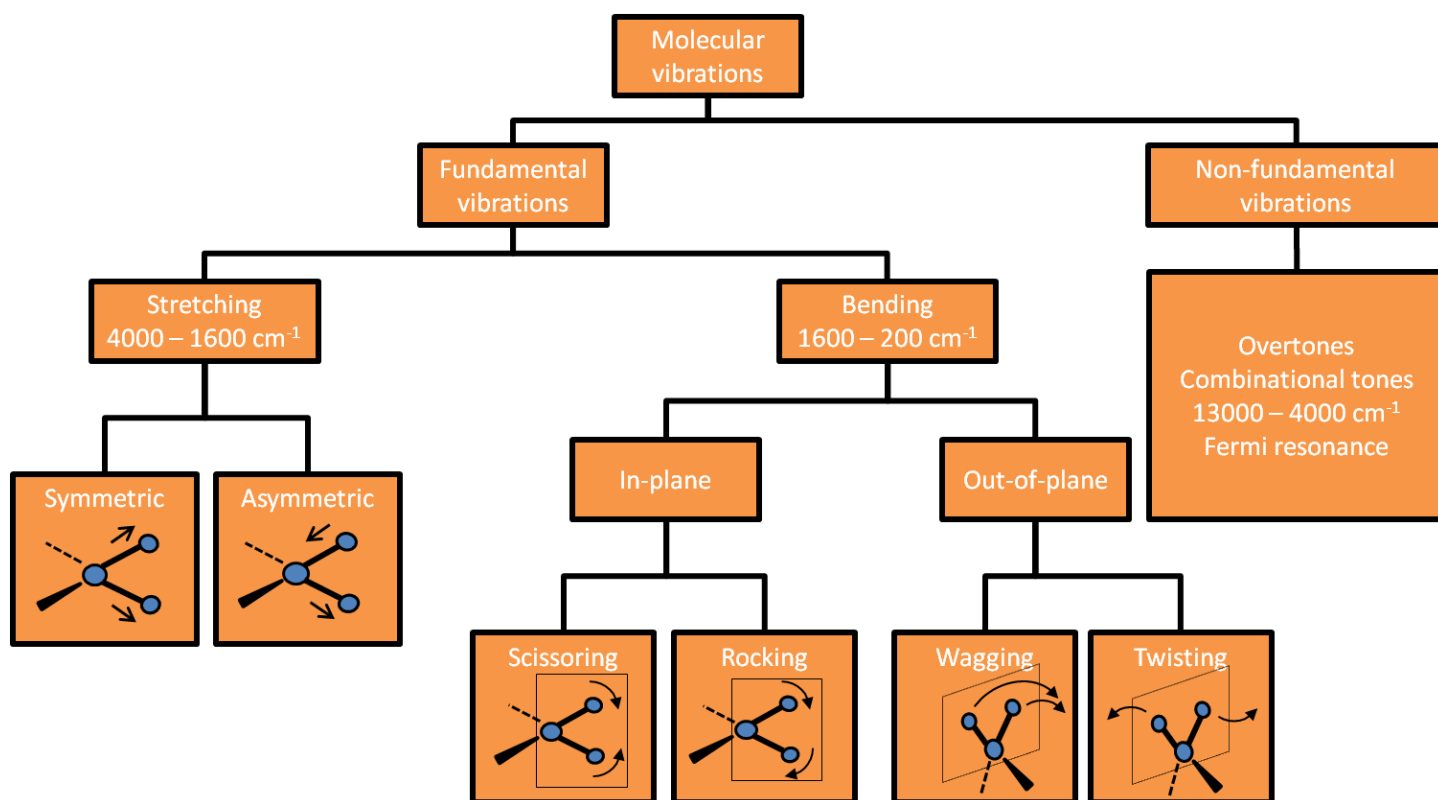 Molecular
vibrations
Fundamental
vibrations
Non-fundamental
vibrations
Stretching
4000 – 1600 cm⁻¹
Bending
1600 – 200 cm⁻¹
Overtones
Combinational tones
13000 – 4000 cm⁻¹
Fermi resonance
In-plane
Out-of-plane
Symmetric
Asymmetric
Scissoring
Rocking
Wagging
Twisting